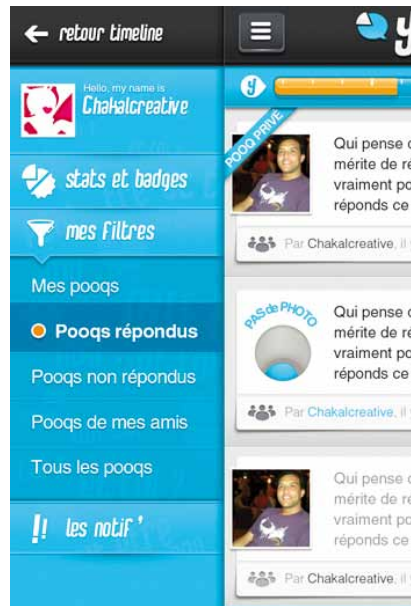 retour timeline
Hello, my name is
Chakalcreative
stats et badges
mes filtres
Mes pooqs
Pooqs répondus
Pooqs non répondus
Pooqs de mes amis
Tous les pooqs
!! les notif'
y
y
POOQ PRIVÉ
Qui pense
mérite de ré
vraiment po
réponds ce
Par Chakalcreative, il y
PAS de PHOTO
Qui pense
mérite de ré
vraiment po
réponds ce
Par Chakalcreative, il y
Qui pense
mérite de ré
vraiment po
réponds ce
Par Chakalcreative, il y